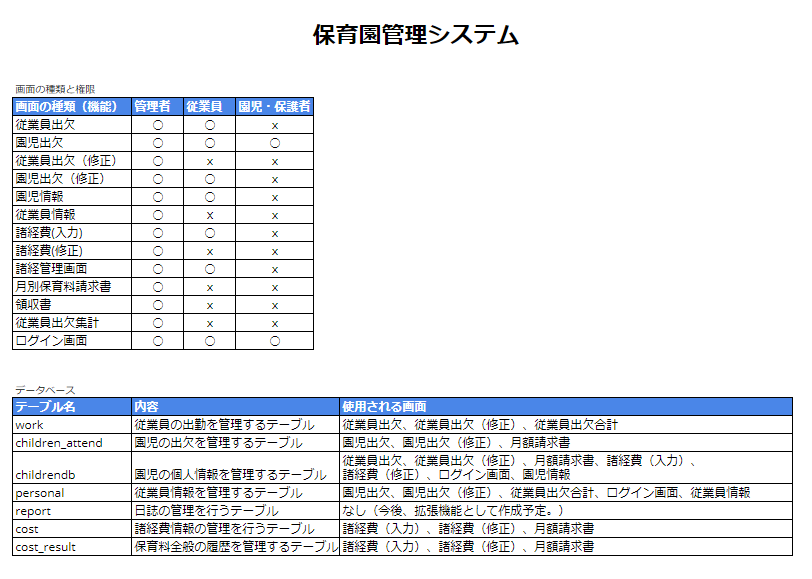 保育園管理システム
画面の種類と権限
画面の種類（機能） 管理者 従業員 園児・保護者
従業員出欠 〇 〇 x
園児出欠 〇 〇 〇
従業員出欠（修正） 〇 x x
園児出欠（修正） 〇 〇 x
園児情報 〇 〇 x
従業員情報 〇 x x
諸経費(入力) 〇 〇 x
諸経費(修正) 〇 x x
諸経管理画面 〇 〇 x
月別保育料請求書 〇 x x
領収書 〇 x x
従業員出欠集計 〇 x x
ログイン画面 〇 〇 〇
データベース
テーブル名 内容 使用される画面
work 従業員の出勤を管理するテーブル 従業員出欠、従業員出欠（修正）、従業員出欠合計
children_attend 園児の出欠を管理するテーブル 園児出欠、園児出欠（修正）、月額請求書
従業員出欠、従業員出欠（修正）、月額請求書、諸経費（入力）、
childrendb 園児の個人情報を管理するテーブル 諸経費（修正）、ログイン画面、園児情報
personal 従業員情報を管理するテーブル 園児出欠、園児出欠（修正）、従業員出欠合計、ログイン画面、従業員情報
report 日誌の管理を行うテーブル なし（今後、拡張機能として作成予定。）
cost 諸経費情報の管理を行うテーブル 諸経費（入力）、諸経費（修正）、月額請求書
cost_result 保育料全般の履歴を管理するテーブル 諸経費（入力）、諸経費（修正）、月額請求書